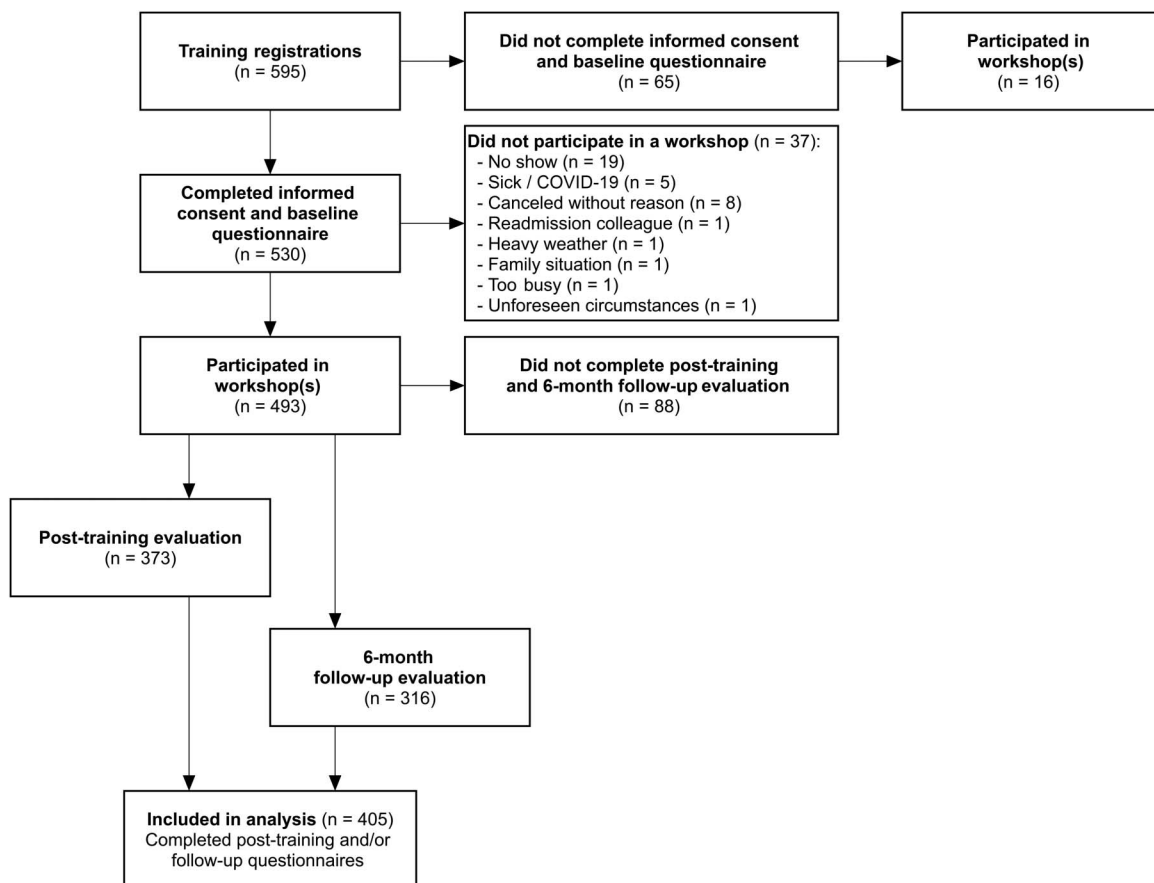 Training registrations
(n = 595)
Did not complete informed consent
and baseline questionnaire
(n = 65)
Participated in
workshop(s)
(n = 16)
Did not participate in a workshop (n = 37):
- No show (n = 19)
- Sick / COVID-19 (n = 5)
- Canceled without reason (n = 8)
- Readmission colleague (n = 1)
- Heavy weather (n = 1)
- Family situation (n = 1)
- Too busy (n = 1)
- Unforeseen circumstances (n = 1)
Completed informed
consent and baseline
questionnaire
(n = 530)
Participated in
workshop(s)
(n = 493)
Did not complete post-training
and 6-month follow-up evaluation
(n = 88)
Post-training evaluation
(n = 373)
6-month
follow-up evaluation
(n = 316)
Included in analysis (n = 405)
Completed post-training and/or
follow-up questionnaires